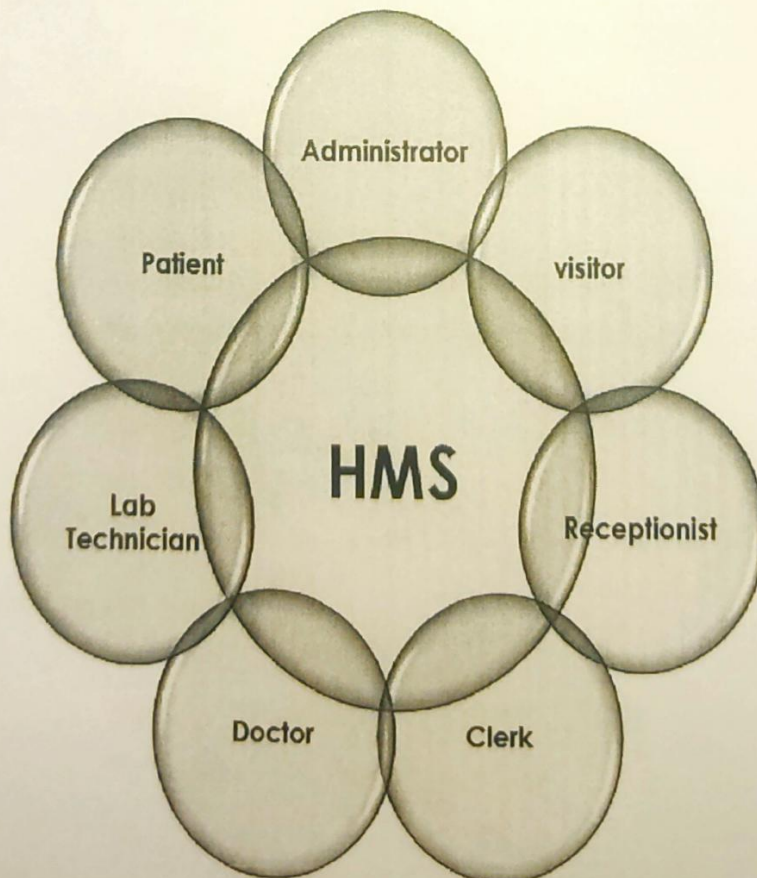 Administrator
Patient
visitor
HMS
Lab
Technician
Receptionist
Doctor
Clerk